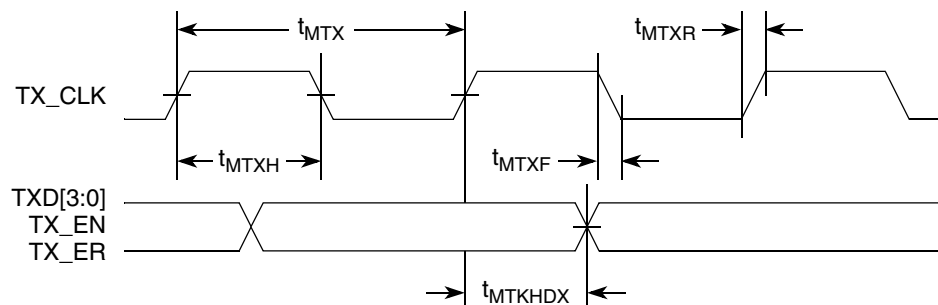 tMTX
tMTXR
TX_CLK
tMTXH
tMTXF
TXD[3:0]
TX_EN
TX_ER
tMTKHDX